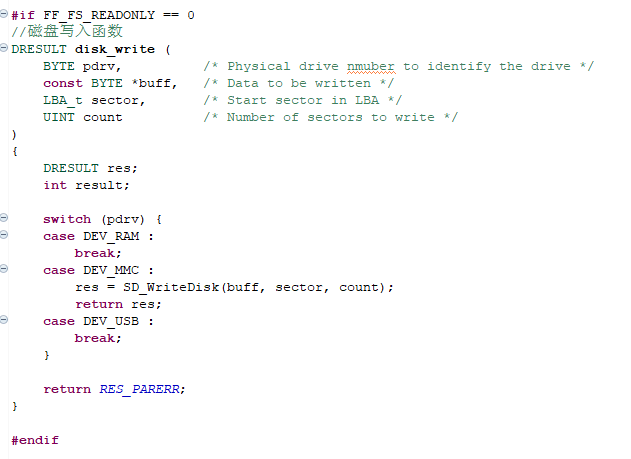 #if FF_FS_READONLY == 0
//磁盘写入函数
DRESULT disk_write (
    BYTE pdrv,          /* Physical drive nmuber to identify the drive */
    const BYTE *buff,   /* Data to be written */
    LBA_t sector,       /* Start sector in LBA */
    UINT count          /* Number of sectors to write */
)
{
    DRESULT res;
    int result;
    switch (pdrv) {
    case DEV_RAM :
        break;
    case DEV_MMC :
        res = SD_WriteDisk(buff, sector, count);
        return res;
    case DEV_USB :
        break;
    }
    return RES_PARERR;
}
#endif